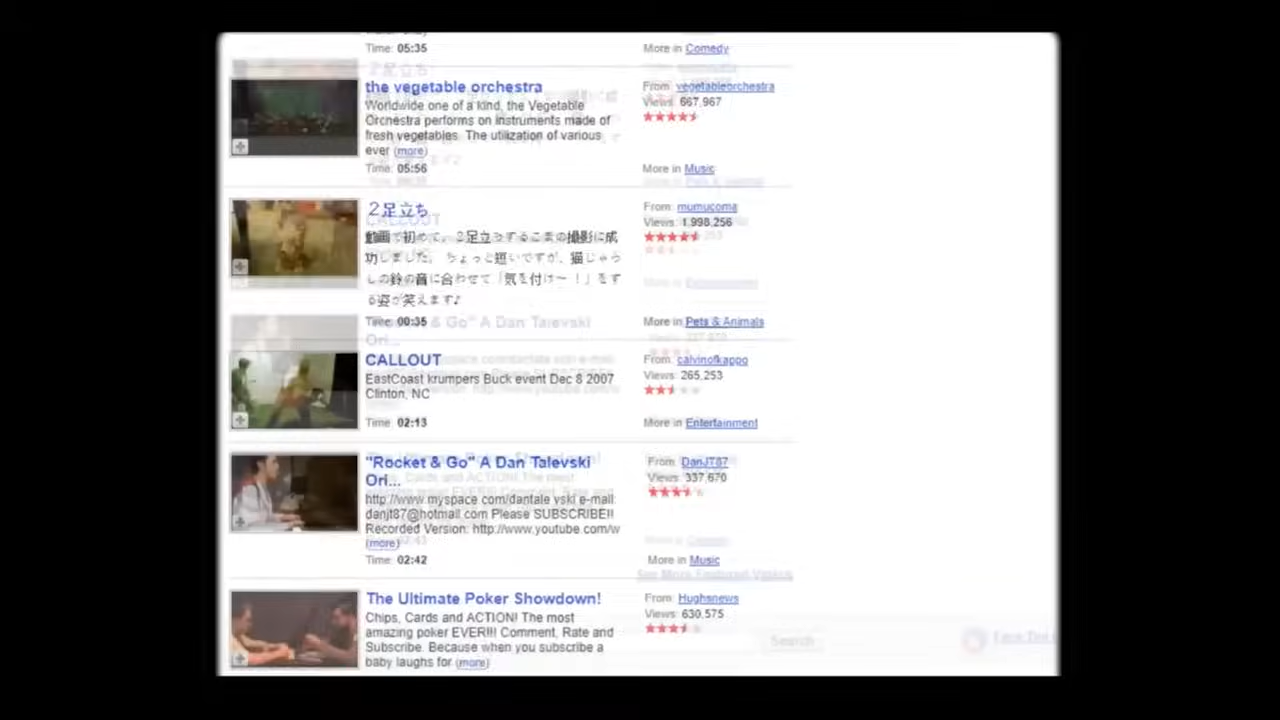 Time: 05:35
More in Comedy
the vegetable orchestra
Worldwide one of a kind, the Vegetable
Orchestra performs on instruments made of
fresh vegetables. The utilization of various
ever (more)
Time: 05:56
From: vegetableorchestra
Views: 667,967
More in Music
2足立ち
動画で初めて、2足立ちするこまの撮影に成
功しました。 ちょっと短いですが、猫じゃら
しの鈴の音に合わせて「気を付け~!」をす
る姿が笑えます♪
Time: 00:35
From: mumucoma
Views: 1,998,256
More in Pets & Animals
CALLOUT
EastCoast krumpers Buck event Dec 8 2007
Clinton, NC
Time: 02:13
From: calvinofkappo
Views: 265,253
More in Entertainment
"Rocket & Go" A Dan Talevski
Ori...
http://www myspace com/dantale vski e-mail:
danjt87@hotmail com Please SUBSCRIBE!!
Recorded Version: http://www.youtube.com/w
(more)
Time: 02:42
From: DanJT87
Views: 337,670
More in Music
See More Featured Videos
The Ultimate Poker Showdown!
Chips, Cards and ACTION! The most
amazing poker EVER!!! Comment, Rate and
Subscribe. Because when you subscribe a
baby laughs for (more)
From: Hughsnews
Views: 630,575
Search